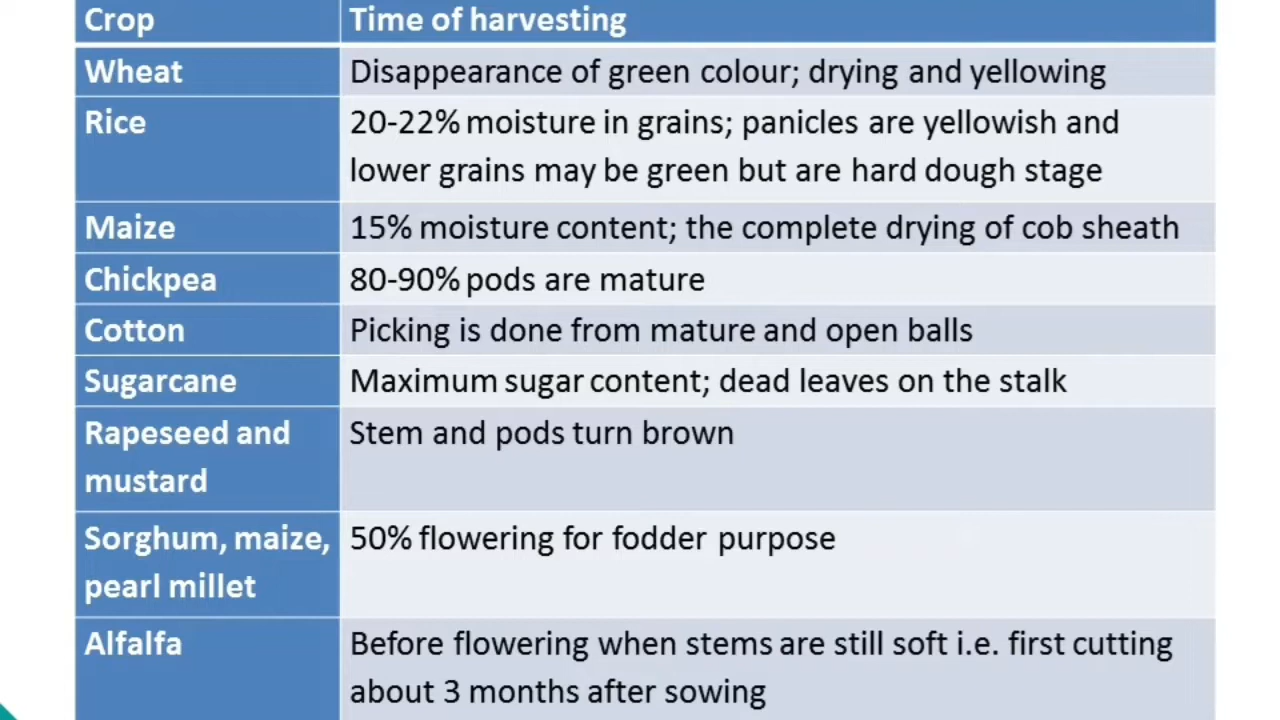 Crop Time of harvesting
Wheat Disappearance of green colour; drying and yellowing
Rice 20-22% moisture in grains; panicles are yellowish and
lower grains may be green but are hard dough stage
Maize 15% moisture content; the complete drying of cob sheath
Chickpea 80-90% pods are mature
Cotton Picking is done from mature and open balls
Sugarcane Maximum sugar content; dead leaves on the stalk
Rapeseed and Stem and pods turn brown
mustard
Sorghum, maize, 50% flowering for fodder purpose
pearl millet
Alfalfa Before flowering when stems are still soft i.e. first cutting
about 3 months after sowing